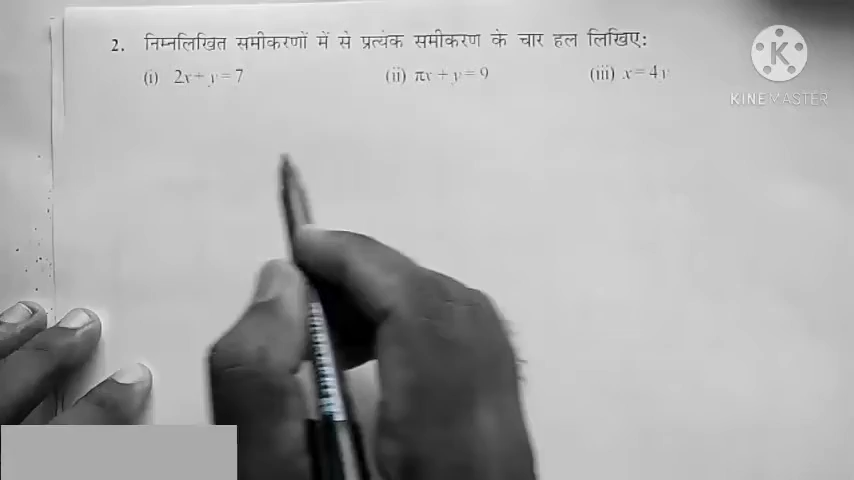 2. निम्नलिखित समीकरणों में से प्रत्येक समीकरण के चार हल लिखिए:
(i) 2x + y = 7 (ii) πx + y = 9 (iii) x = 4y
KINEMASTER